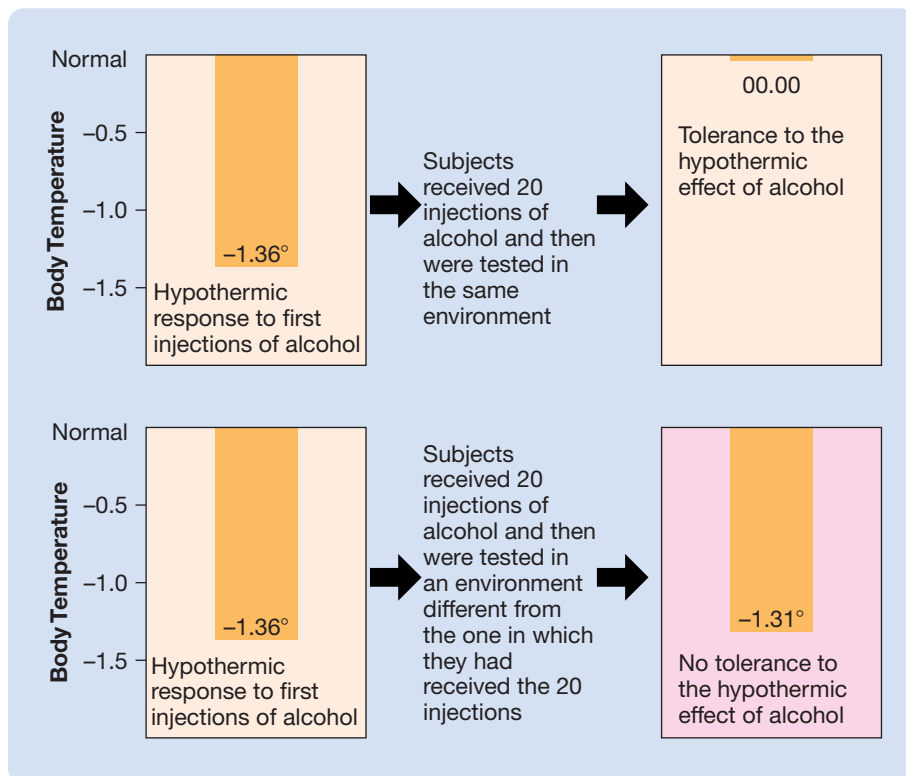 Normal
Body Temperature
−0.5
−1.0
−1.5
−1.36°
Hypothermic
response to first
injections of alcohol
Subjects
received 20
injections of
alcohol and then
were tested in
the same
environment
00.00
Tolerance to the
hypothermic
effect of alcohol
Normal
Body Temperature
−0.5
−1.0
−1.5
−1.36°
Hypothermic
response to first
injections of alcohol
Subjects
received 20
injections of
alcohol and then
were tested in
an environment
different from
the one in which
they had
received the 20
injections
−1.31°
No tolerance to
the hypothermic
effect of alcohol